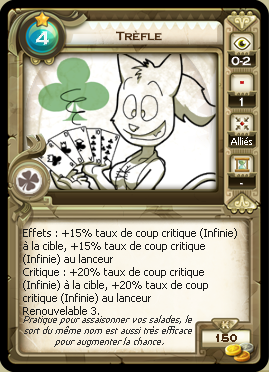 4
TRÈFLE
0-2
-
1
Alliés
-
Effets : +15% taux de coup critique (Infinie)
à la cible, +15% taux de coup critique
(Infinie) au lanceur
Critique : +20% taux de coup critique
(Infinie) à la cible, +20% taux de coup
critique (Infinie) au lanceur
Renouvelable 3.
Pratique pour assaisonner vos salades, le
sort du même nom est aussi très efficace
pour augmenter la chance.
K
150